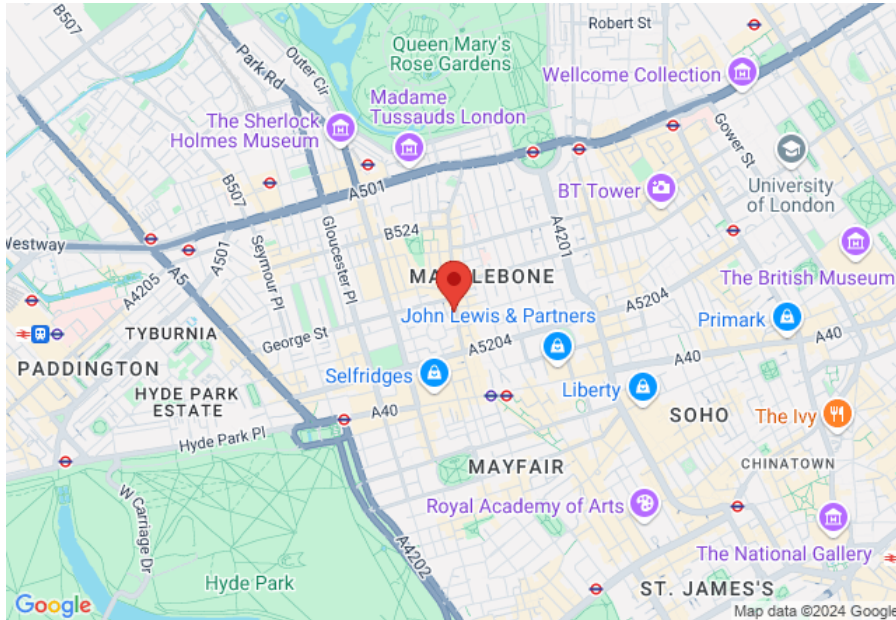 B507
Robert St
Queen Mary's
Rose Gardens
Park Rd
Outer Cir
Wellcome Collection
Madame
Tussauds London
The Sherlock
Holmes Museum
Gower St
BT Tower
University
of London
A501
B507
B524
A4201
Westway
A501
A5
Seymour Pl
Gloucester Pl
The British Museum
A4205
A5204
John Lewis & Partners
Primark
TYBURNIA
George St
A5204
A40
A40
PADDINGTON
Selfridges
HYDE PARK
ESTATE
Liberty
SOHO
The Ivy
A40
Hyde Park Pl
MAYFAIR
CHINATOWN
W Carriage Dr
Royal Academy of Arts
A4202
The National Gallery
Hyde Park
ST. JAMES'S
Google
Map data ©2024 Google